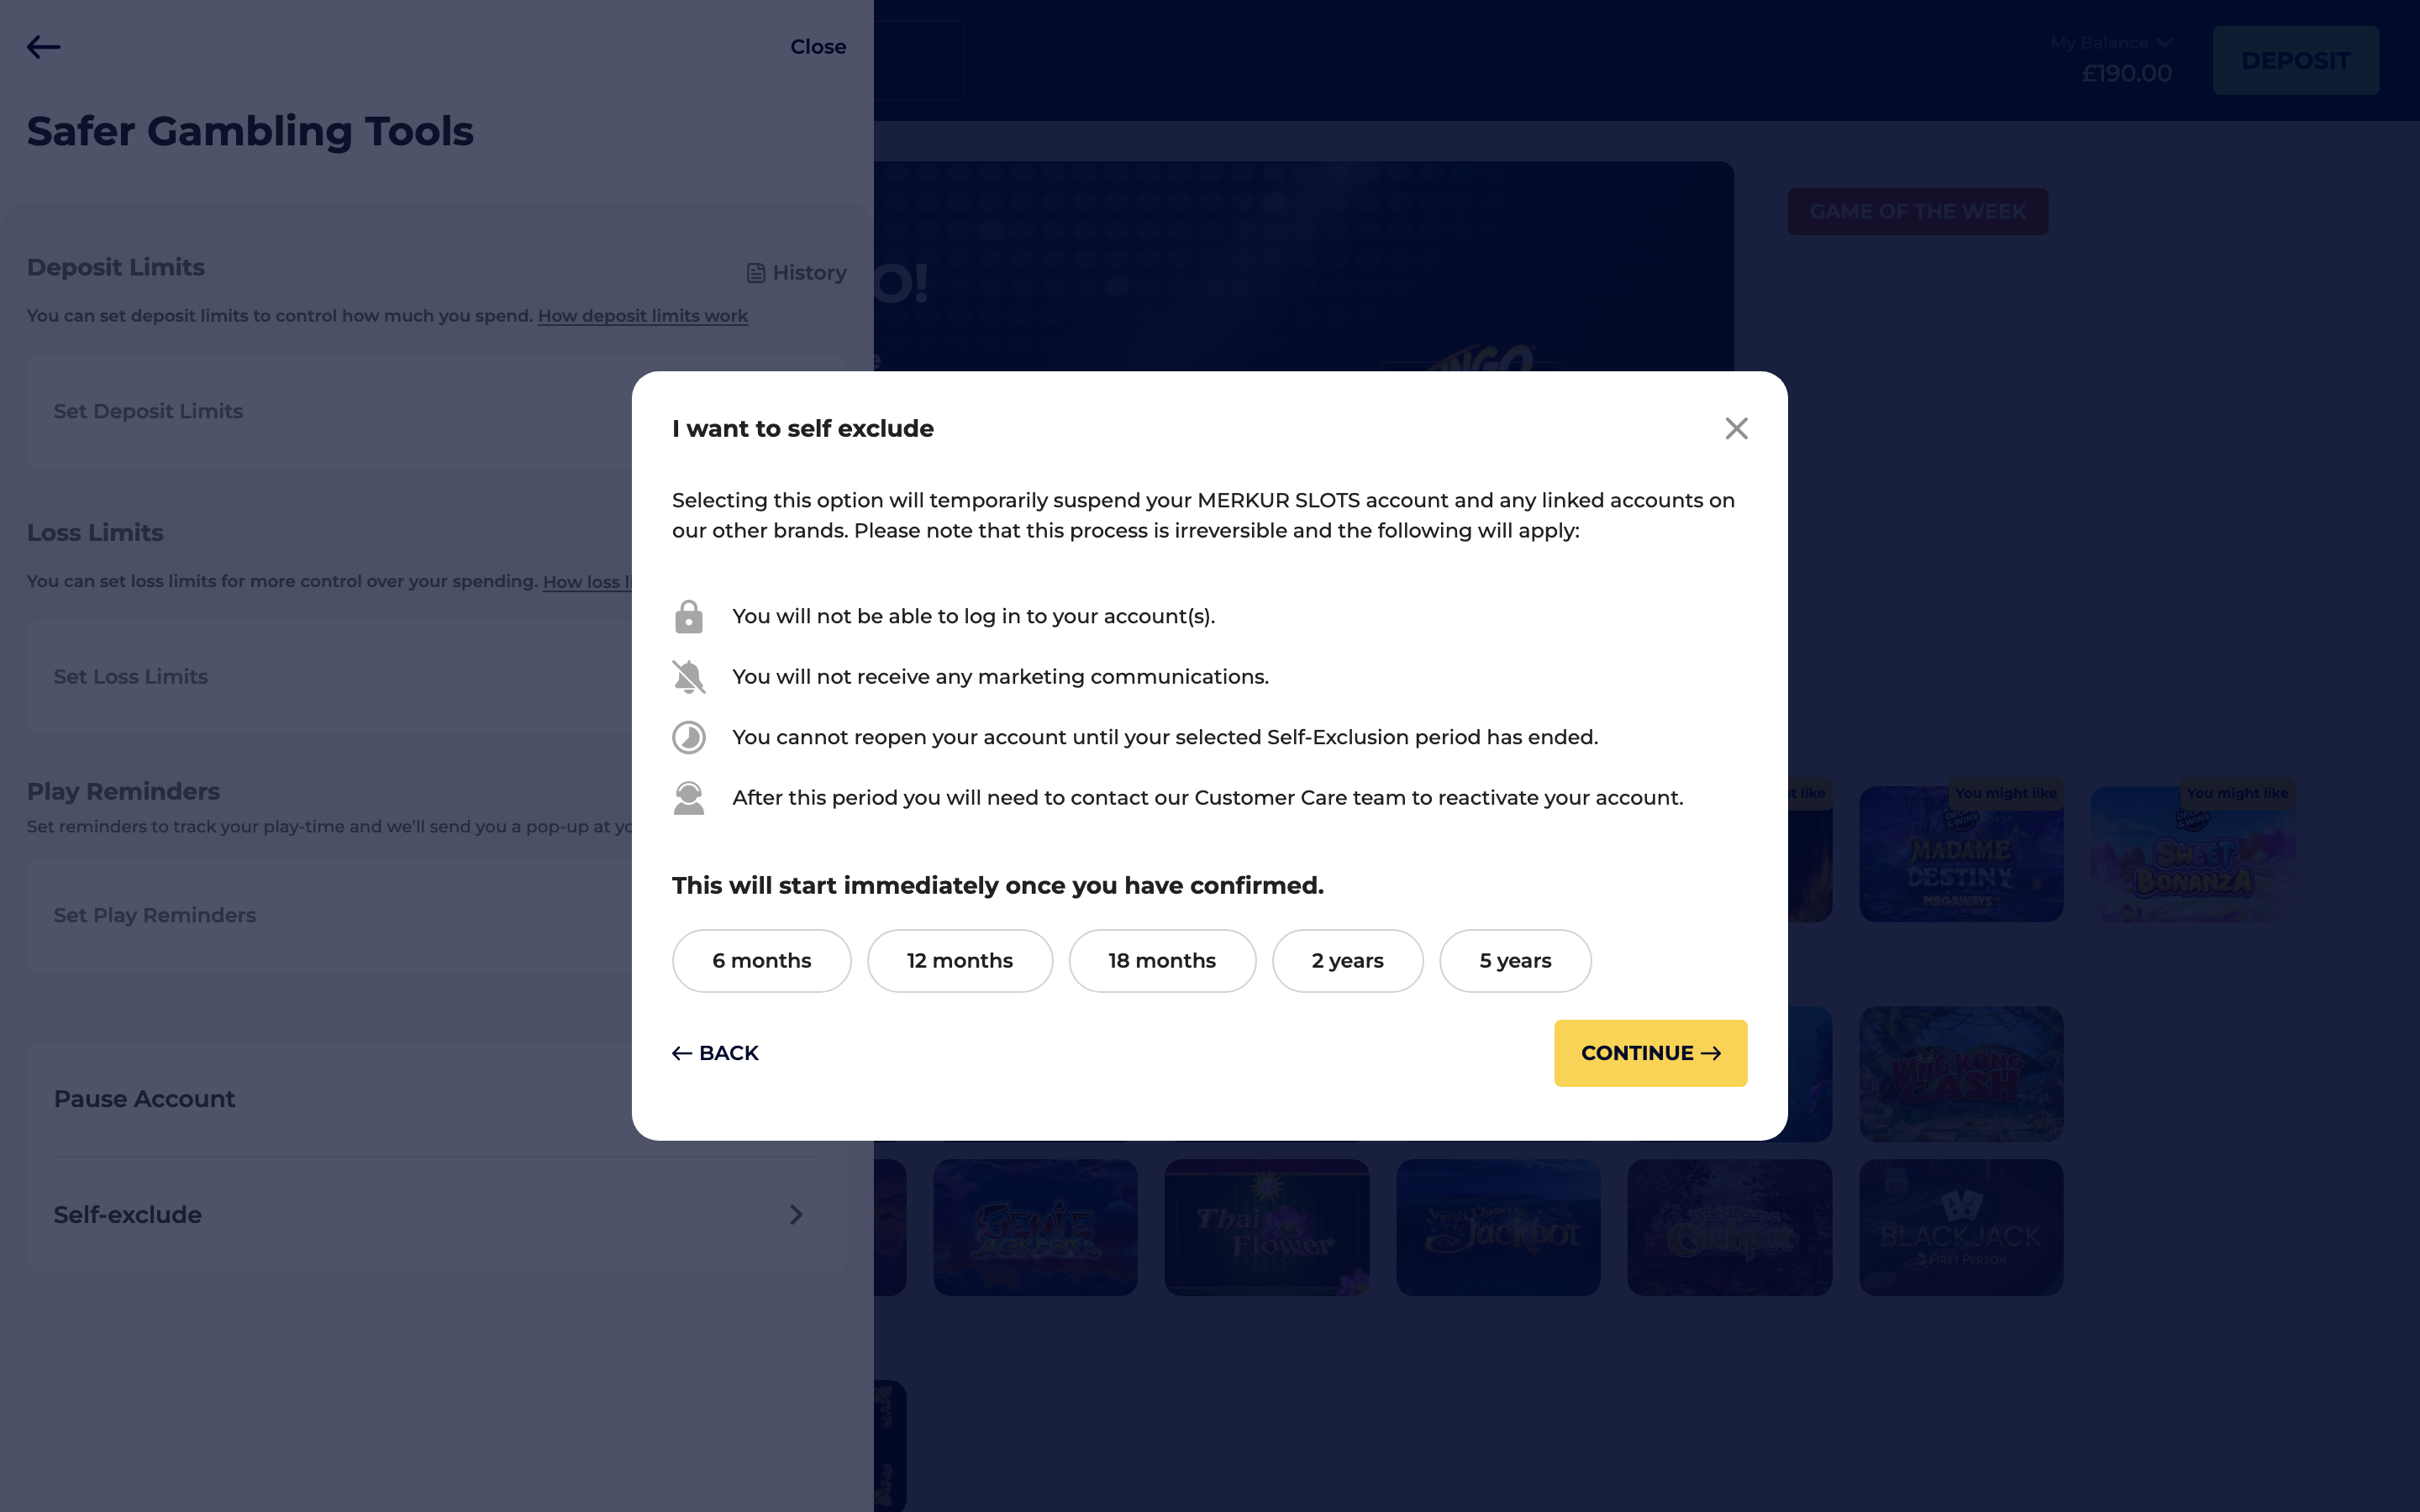 Close
My Balance
£190.00
DEPOSIT
Safer Gambling Tools
GAME OF THE WEEK
Deposit Limits
History
O!
You can set deposit limits to control how much you spend. How deposit limits work
Set Deposit Limits
I want to self exclude
Selecting this option will temporarily suspend your MERKUR SLOTS account and any linked accounts on
our other brands. Please note that this process is irreversible and the following will apply:
Loss Limits
You can set loss limits for more control over your spending. How loss
Set Loss Limits
You will not be able to log in to your account(s).
You will not receive any marketing communications.
You cannot reopen your account until your selected Self-Exclusion period has ended.
After this period you will need to contact our Customer Care team to reactivate your account.
Play Reminders
Set reminders to track your play-time and we'll send you a pop-up at
Set Play Reminders
This will start immediately once you have confirmed.
6 months
12 months
18 months
2 years
5 years
BACK
CONTINUE
like
You might like
You might like
MADAME
DESTINY
MEGAWAYS
SWEET
BONANZA
KING KONG
CASH
Pause Account
Self-exclude
GENIE
JACKPOTS
Thai
Flower
Wish Upon a
Jackpot
BLACKJACK
FIRST PERSON